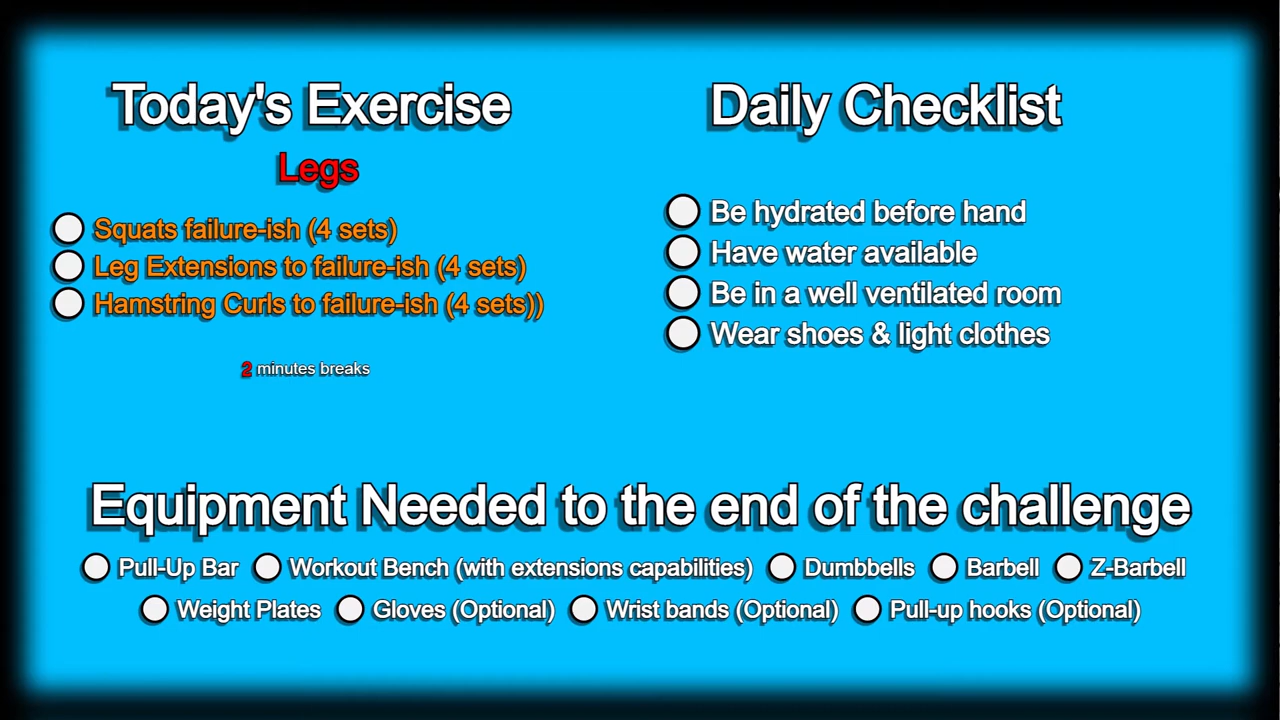 Today's Exercise
Legs
Squats failure-ish (4 sets)
Leg Extensions to failure-ish (4 sets)
Hamstring Curls to failure-ish (4 sets))
2 minutes breaks
Daily Checklist
Be hydrated before hand
Have water available
Be in a well ventilated room
Wear shoes & light clothes
Equipment Needed to the end of the challenge
Pull-Up Bar Workout Bench (with extensions capabilities) Dumbbells Barbell Z-Barbell
Weight Plates Gloves (Optional) Wrist bands (Optional) Pull-up hooks (Optional)